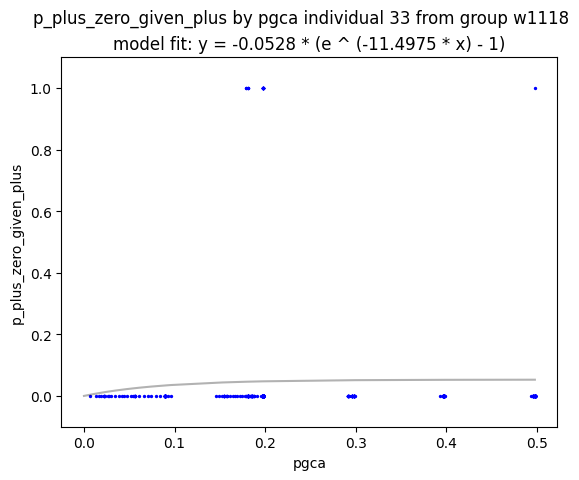 p_plus_zero_given_plus by pgca individual 33 from group w1118
model fit: y = -0.0528 * (e ^ (-11.4975 * x) - 1)
1.0
0.8
0.6
0.4
0.2
0.0
p_plus_zero_given_plus
0.0 0.1 0.2 0.3 0.4 0.5
pgca